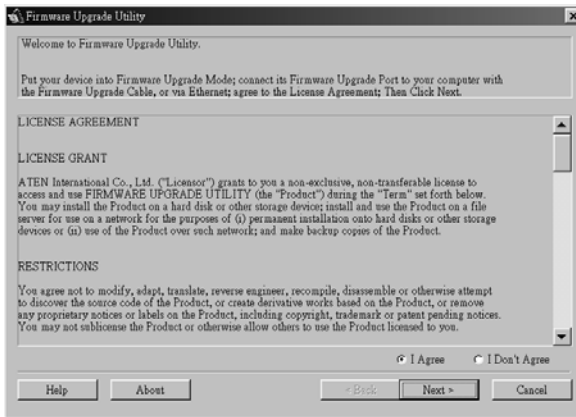 Firmware Upgrade Utility
Welcome to Firmware Upgrade Utility.
Put your device into Firmware Upgrade Mode; connect its Firmware Upgrade Port to your computer with
the Firmware Upgrade Cable, or via Ethernet; agree to the License Agreement; Then Click Next.
LICENSE AGREEMENT
LICENSE GRANT
ATEN International Co., Ltd. ("Licensor") grants to you a non-exclusive, non-transferable license to
access and use FIRMWARE UPGRADE UTILITY (the "Product") during the "Term" set forth below.
You may install the Product on a hard disk or other storage device; install and use the Product on a file
server for use on a network for the purposes of (i) permanent installation onto hard disks or other storage
devices or (ii) use of the Product over such network; and make backup copies of the Product.
RESTRICTIONS
You agree not to modify, adapt, translate, reverse engineer, recompile, disassemble or otherwise attempt
to discover the source code of the Product, or create derivative works based on the Product, or remove
any proprietary notices or labels on the Product, including copyright, trademark or patent pending notices.
You may not sublicense the Product or otherwise allow others to use the Product licensed to you.
I Agree I Don't Agree
Help About < Back Next > Cancel